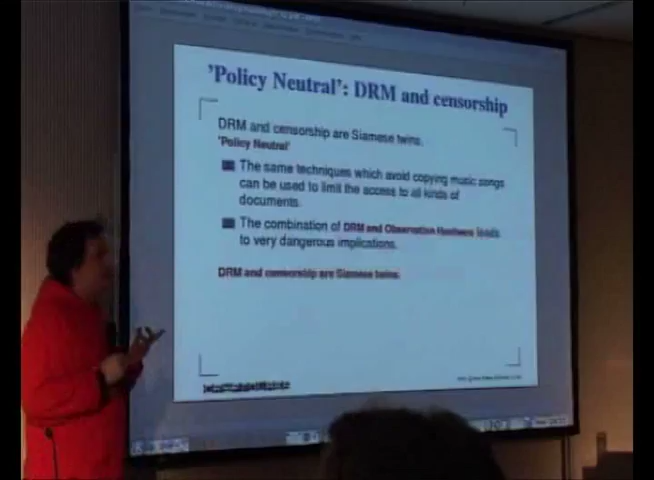 'Policy Neutral': DRM and censorship
DRM and censorship are Siamese twins.
'Policy Neutral'
The same techniques which avoid copying music songs
can be used to limit the access to all kinds of
documents.
The combination of DRM and Observation Hardware leads
to very dangerous implications.
DRM and censorship are Siamese twins.